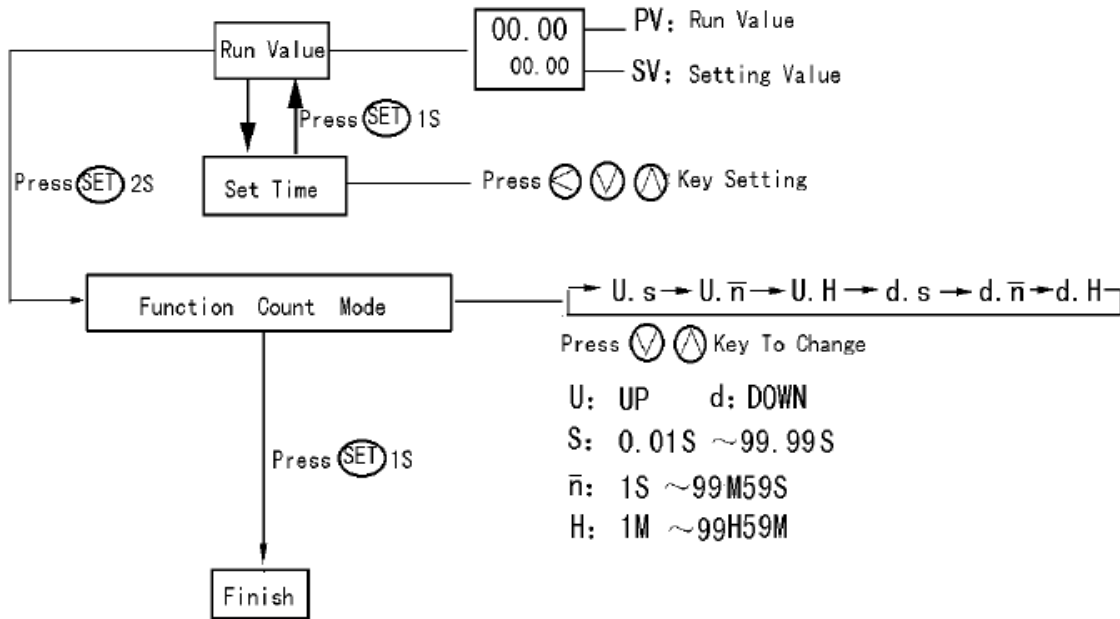 Run Value
00.00
00.00
PV: Run Value
SV: Setting Value
Press SET 1S
Press SET 2S
Set Time
Press < ∨ ∧ Key Setting
Function Count Mode
U.s → U.n̅ → U.H → d.s → d.n̅ → d.H
Press ∨ ∧ Key To Change
U: UP d: DOWN
S: 0.01S ~99.99S
n̅: 1S ~99M59S
H: 1M ~99H59M
Press SET 1S
Finish